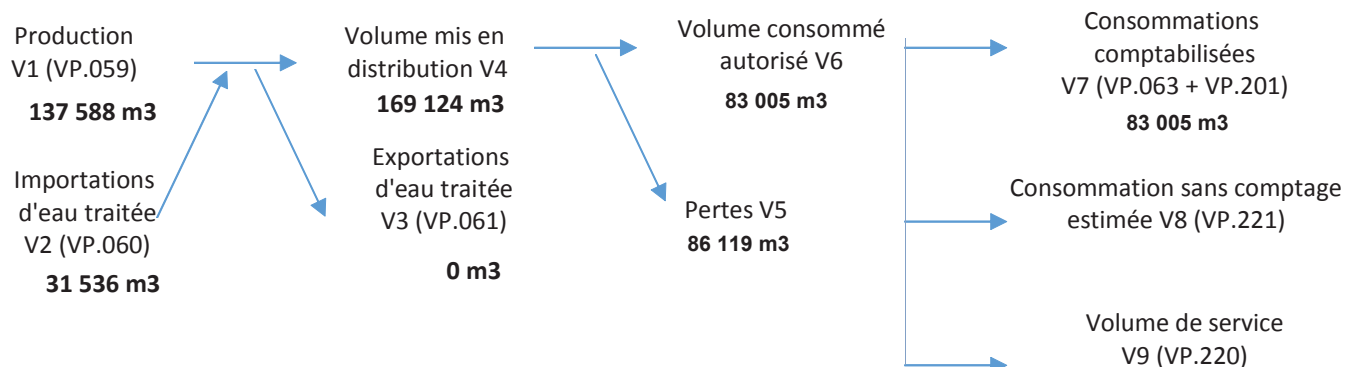 Production
V1 (VP.059)
137 588 m3
Importations
d'eau traitée
V2 (VP.060)
31 536 m3
Volume mis en
distribution V4
169 124 m3
Exportations
d'eau traitée
V3 (VP.061)
0 m3
Volume consommé
autorisé V6
83 005 m3
Pertes V5
86 119 m3
Consommations
comptabilisées
V7 (VP.063 + VP.201)
83 005 m3
Consommation sans comptage
estimée V8 (VP.221)
Volume de service
V9 (VP.220)